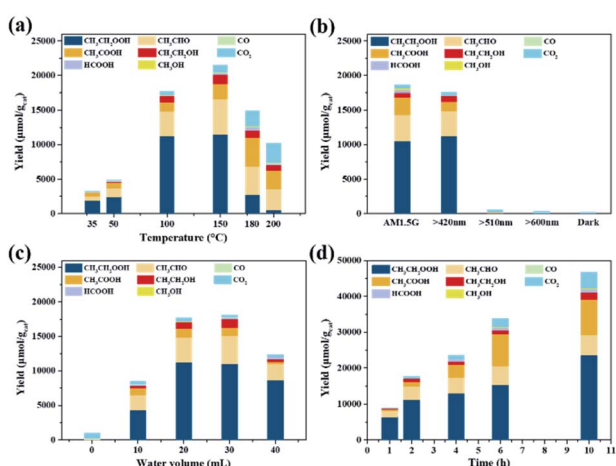 (a)
CH₃CH₂OOH CH₃CHO CO
CH₃COOH CH₃CH₂OH CO₂
HCOOH CH₃OH
Yield (μmol/g_cat)
25000
20000
15000
10000
5000
0
35 50 100 150 180 200
Temperature (°C)
(b)
CH₃CH₂OOH CH₃CHO CO
CH₃COOH CH₃CH₂OH CO₂
HCOOH CH₃OH
Yield (μmol/g_cat)
25000
20000
15000
10000
5000
0
AM1.5G >420nm >510nm >600nm Dark
(c)
CH₃CH₂OOH CH₃CHO CO
CH₃COOH CH₃CH₂OH CO₂
HCOOH CH₃OH
Yield (μmol/g_cat)
25000
20000
15000
10000
5000
0
0 10 20 30 40
Water volume (mL)
(d)
CH₃CH₂OOH CH₃CHO CO
CH₃COOH CH₃CH₂OH CO₂
HCOOH CH₃OH
Yield (μmol/g_cat)
50000
40000
30000
20000
10000
0
0 1 2 3 4 5 6 7 8 9 10 11
Time (h)